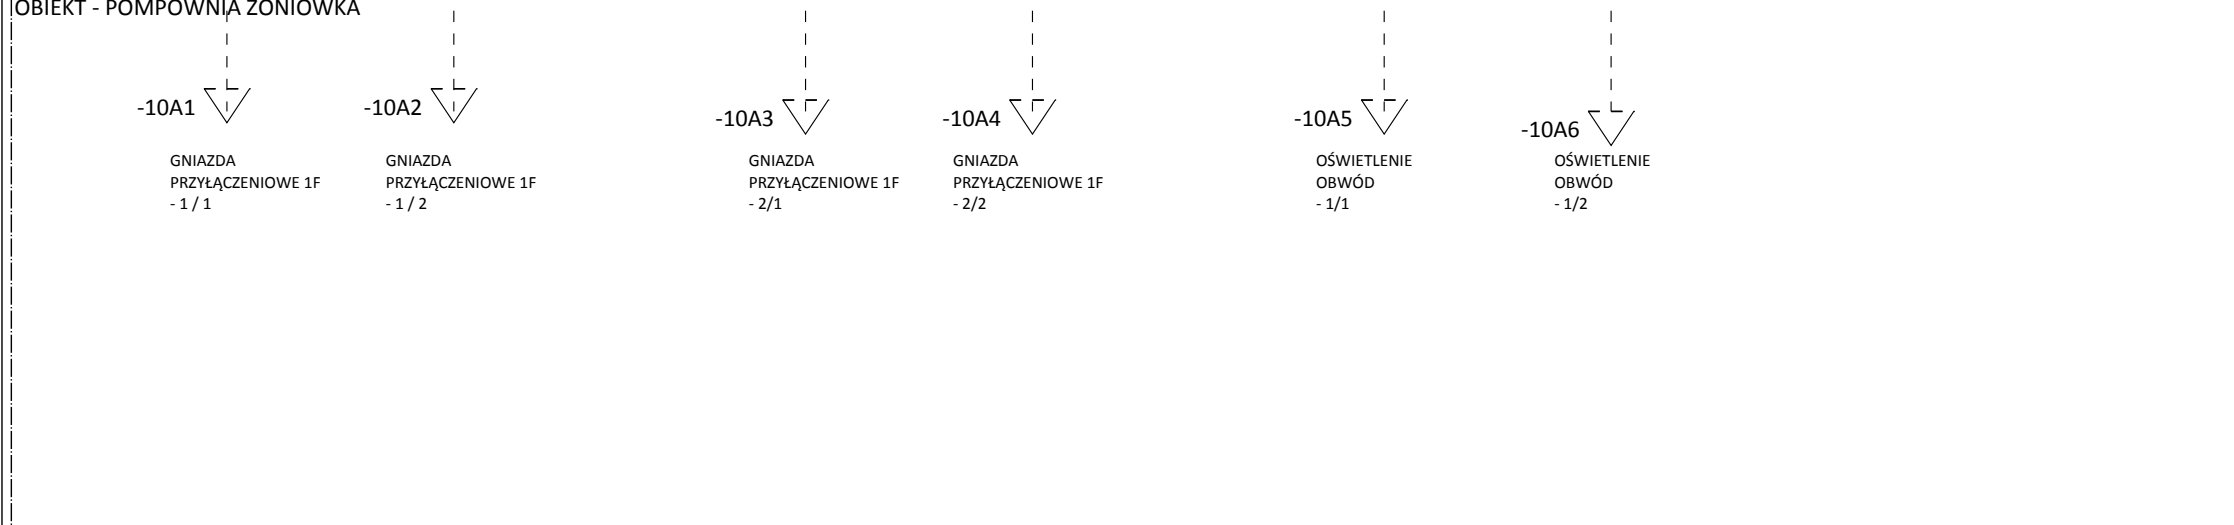 OBIEKT - POMPOWNIA ZONIÓWKA
-10A1
-10A2
-10A3
-10A4
-10A5
-10A6
GNIAZDA
PRZYŁĄCZENIOWE 1F
- 1 / 1
GNIAZDA
PRZYŁĄCZENIOWE 1F
- 1 / 2
GNIAZDA
PRZYŁĄCZENIOWE 1F
- 2/1
GNIAZDA
PRZYŁĄCZENIOWE 1F
- 2/2
OŚWIETLENIE
OBWÓD
- 1/1
OŚWIETLENIE
OBWÓD
- 1/2